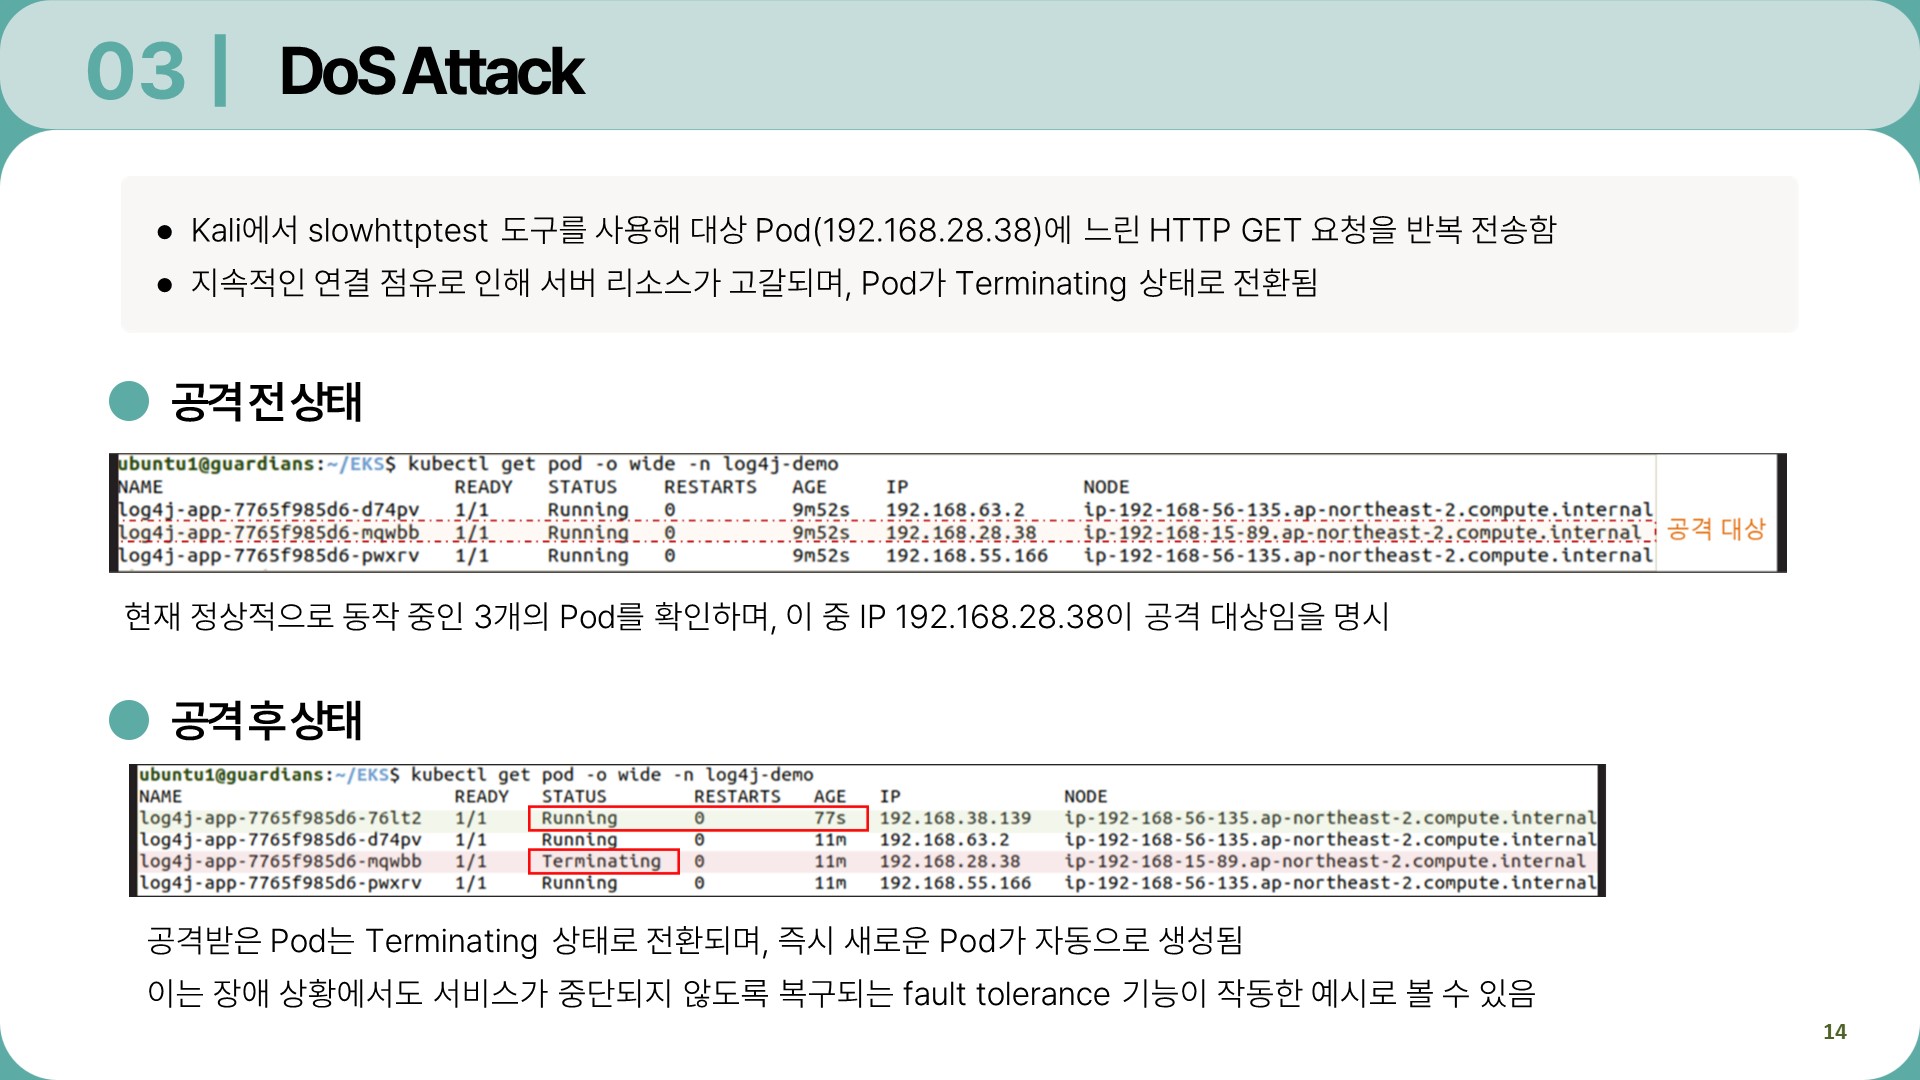 03 | DoS Attack
● Kali에서 slowhttptest 도구를 사용해 대상 Pod(192.168.28.38)에 느린 HTTP GET 요청을 반복 전송함
● 지속적인 연결 점유로 인해 서버 리소스가 고갈되며, Pod가 Terminating 상태로 전환됨
공격 전 상태
ubuntu1@guardians:~/EKS$ kubectl get pod -o wide -n log4j-demo
NAME READY STATUS RESTARTS AGE IP NODE
log4j-app-7765f985d6-d74pv 1/1 Running 0 9m52s 192.168.63.2 ip-192-168-56-135.ap-northeast-2.compute.internal
log4j-app-7765f985d6-mqwbb 1/1 Running 0 9m52s 192.168.28.38 ip-192-168-15-89.ap-northeast-2.compute.internal 공격 대상
log4j-app-7765f985d6-pwxrv 1/1 Running 0 9m52s 192.168.55.166 ip-192-168-56-135.ap-northeast-2.compute.internal
현재 정상적으로 동작 중인 3개의 Pod를 확인하며, 이 중 IP 192.168.28.38이 공격 대상임을 명시
공격 후 상태
ubuntu1@guardians:~/EKS$ kubectl get pod -o wide -n log4j-demo
NAME READY STATUS RESTARTS AGE IP NODE
log4j-app-7765f985d6-76lt2 1/1 Running 0 77s 192.168.38.139 ip-192-168-56-135.ap-northeast-2.compute.internal
log4j-app-7765f985d6-d74pv 1/1 Running 0 11m 192.168.63.2 ip-192-168-56-135.ap-northeast-2.compute.internal
log4j-app-7765f985d6-mqwbb 1/1 Terminating 0 11m 192.168.28.38 ip-192-168-15-89.ap-northeast-2.compute.internal
log4j-app-7765f985d6-pwxrv 1/1 Running 0 11m 192.168.55.166 ip-192-168-56-135.ap-northeast-2.compute.internal
공격받은 Pod는 Terminating 상태로 전환되며, 즉시 새로운 Pod가 자동으로 생성됨
이는 장애 상황에서도 서비스가 중단되지 않도록 복구되는 fault tolerance 기능이 작동한 예시로 볼 수 있음
14